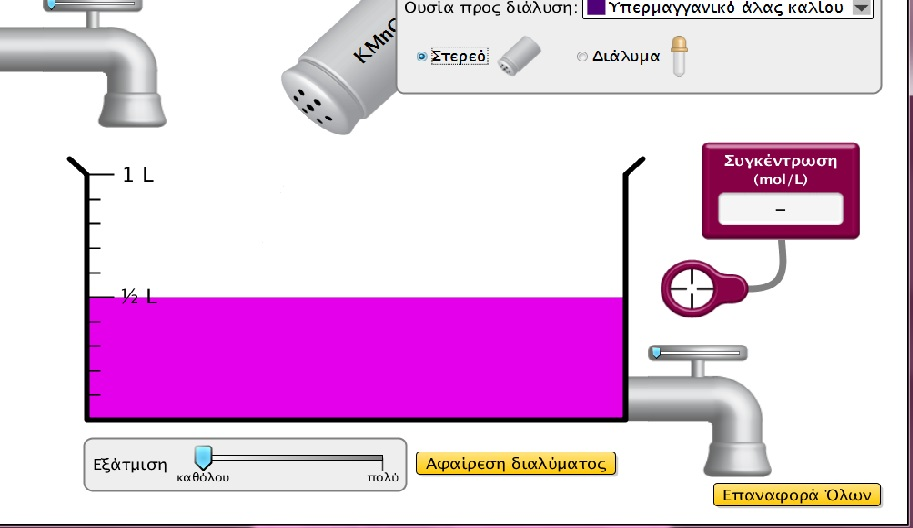 Ουσία προς διάλυση: Υπερμαγγανικό άλας καλίου
KMnO
Στερεό Διάλυμα
1 L
Συγκέντρωση
(mol/L)
–
½ L
Εξάτμιση
καθόλου πολύ
Αφαίρεση διαλύματος
Επαναφορά Όλων